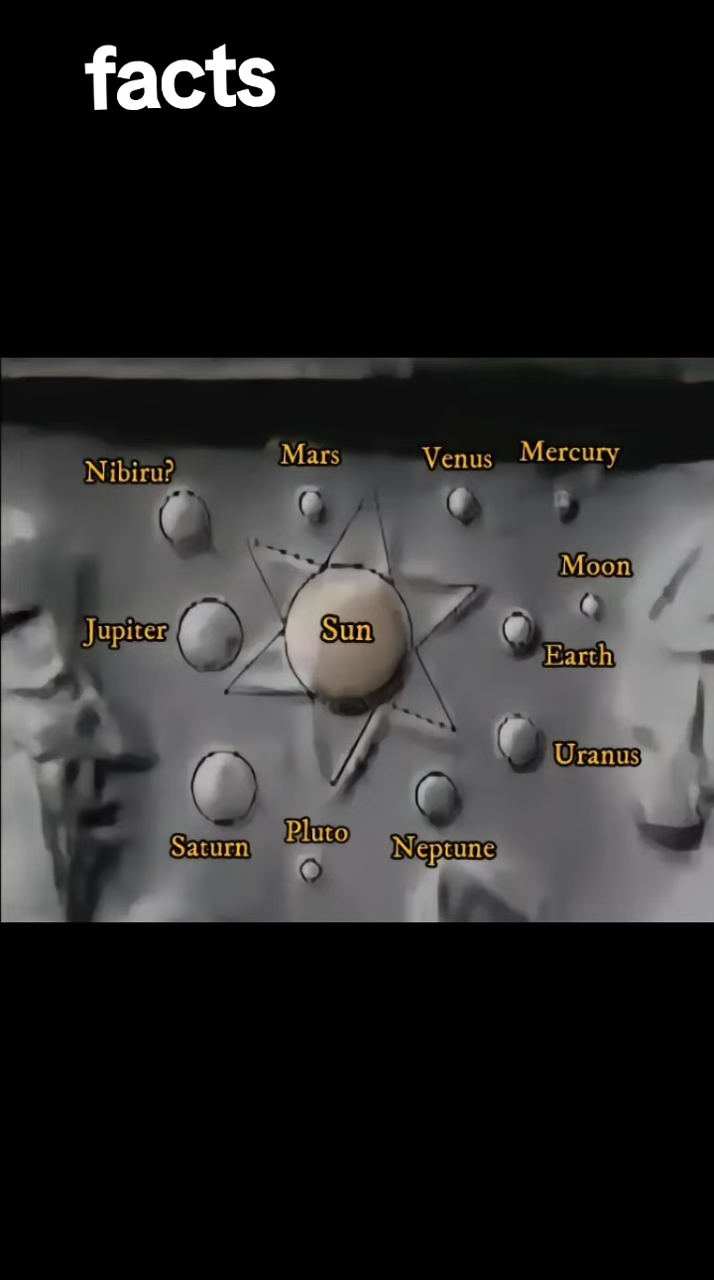 facts
Nibiru?
Mars
Venus
Mercury
Moon
Jupiter
Sun
Earth
Uranus
Saturn
Pluto
Neptune